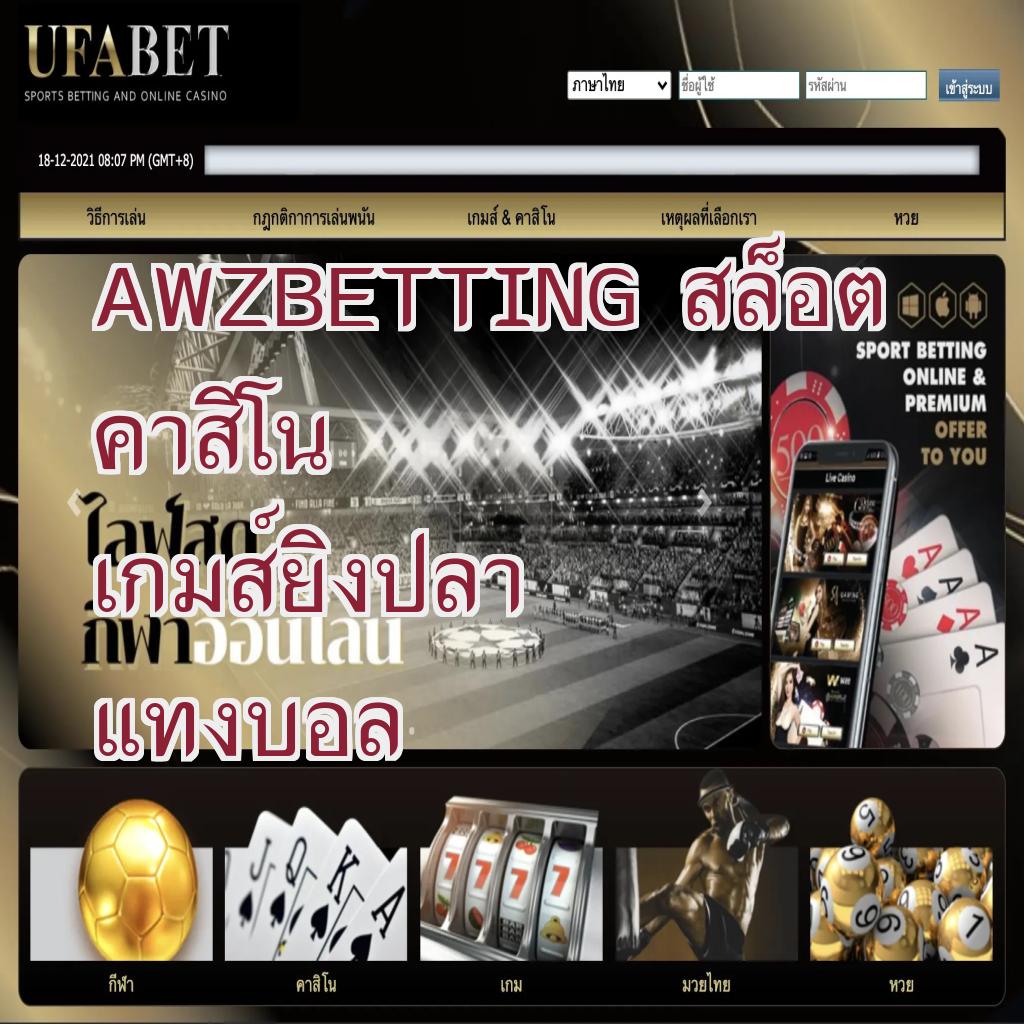 UFABET
SPORTS BETTING AND ONLINE CASINO
ภาษาไทย ชื่อผู้ใช้ รหัสผ่าน เข้าสู่ระบบ
18-12-2021 08:07 PM (GMT+8)
วิธีการเล่น กฎกติกาการเล่นพนัน เกมส์ & คาสิโน เหตุผลที่เลือกเรา หวย
AWZBETTING สล็อต
คาสิโน
เกมส์ยิงปลา
แทงบอล
ไลฟ์สด
กีฬาออนไลน์
SPORT BETTING
ONLINE &
PREMIUM
OFFER
TO YOU
500
Live Casino
A
A
A
A
J Q K A
7 7 7 7
กีฬา คาสิโน เกม มวยไทย หวย